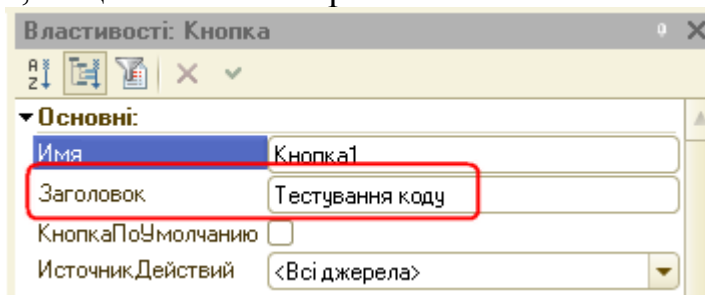 Властивості: Кнопка
Основні:
Имя Кнопка1
Заголовок Тестування коду
КнопкаПоУмолчанию
ИсточникДействий <Всі джерела>